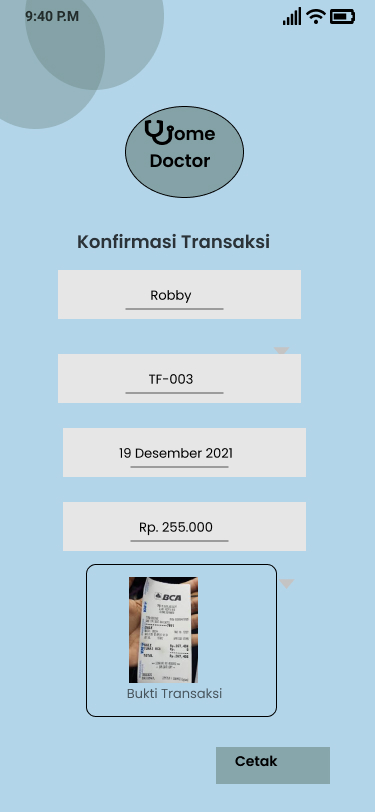 9:40 P.M
ome
Doctor
Konfirmasi Transaksi
Robby
TF-003
19 Desember 2021
Rp. 255.000
BCA
TOTAL
Bukti Transaksi
Cetak